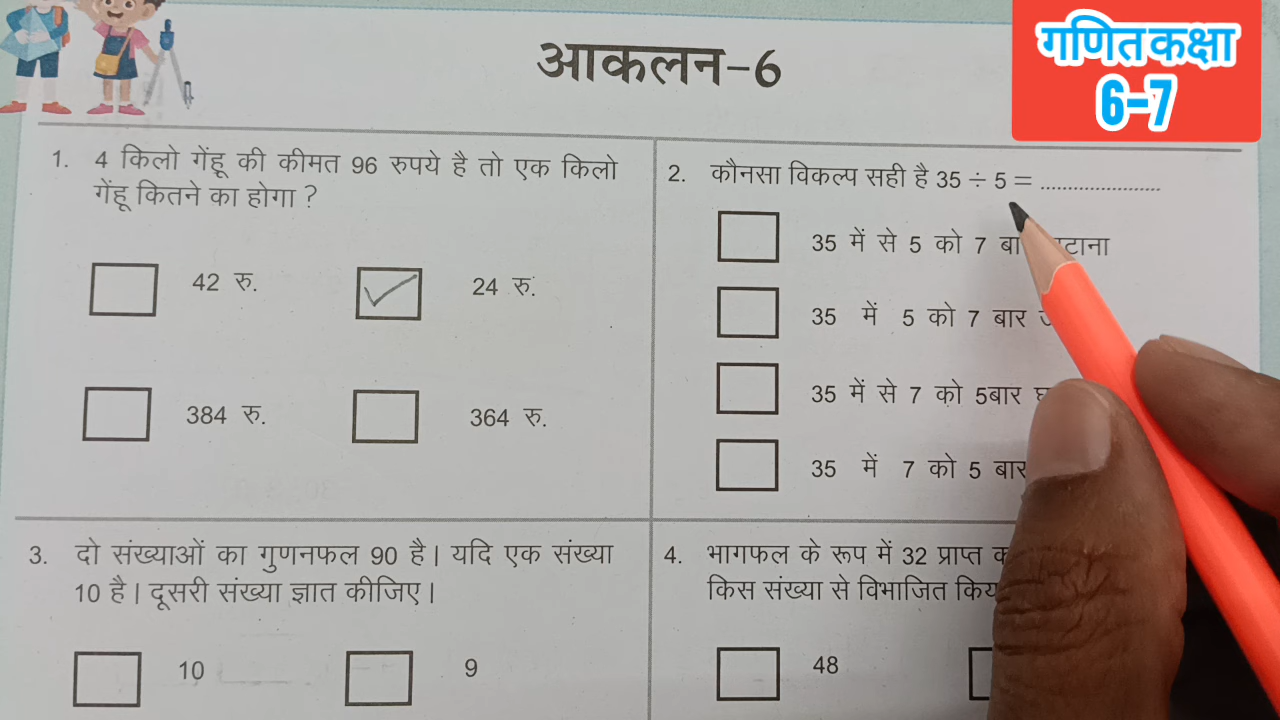 आकलन-6
गणित कक्षा
6-7
1. 4 किलो गेंहू की कीमत 96 रुपये है तो एक किलो
गेंहू कितने का होगा ?
42 रु.
24 रु.
384 रु.
364 रु.
2. कौनसा विकल्प सही है 35 ÷ 5 = ......................
35 में से 5 को 7
35 में 5 को 7 बार
35 में से 7 को 5बार
35 में 7 को 5 बार
3. दो संख्याओं का गुणनफल 90 है। यदि एक संख्या
10 है। दूसरी संख्या ज्ञात कीजिए।
10
9
4. भागफल के रूप में 32 प्राप्त
किस संख्या से विभाजित
48